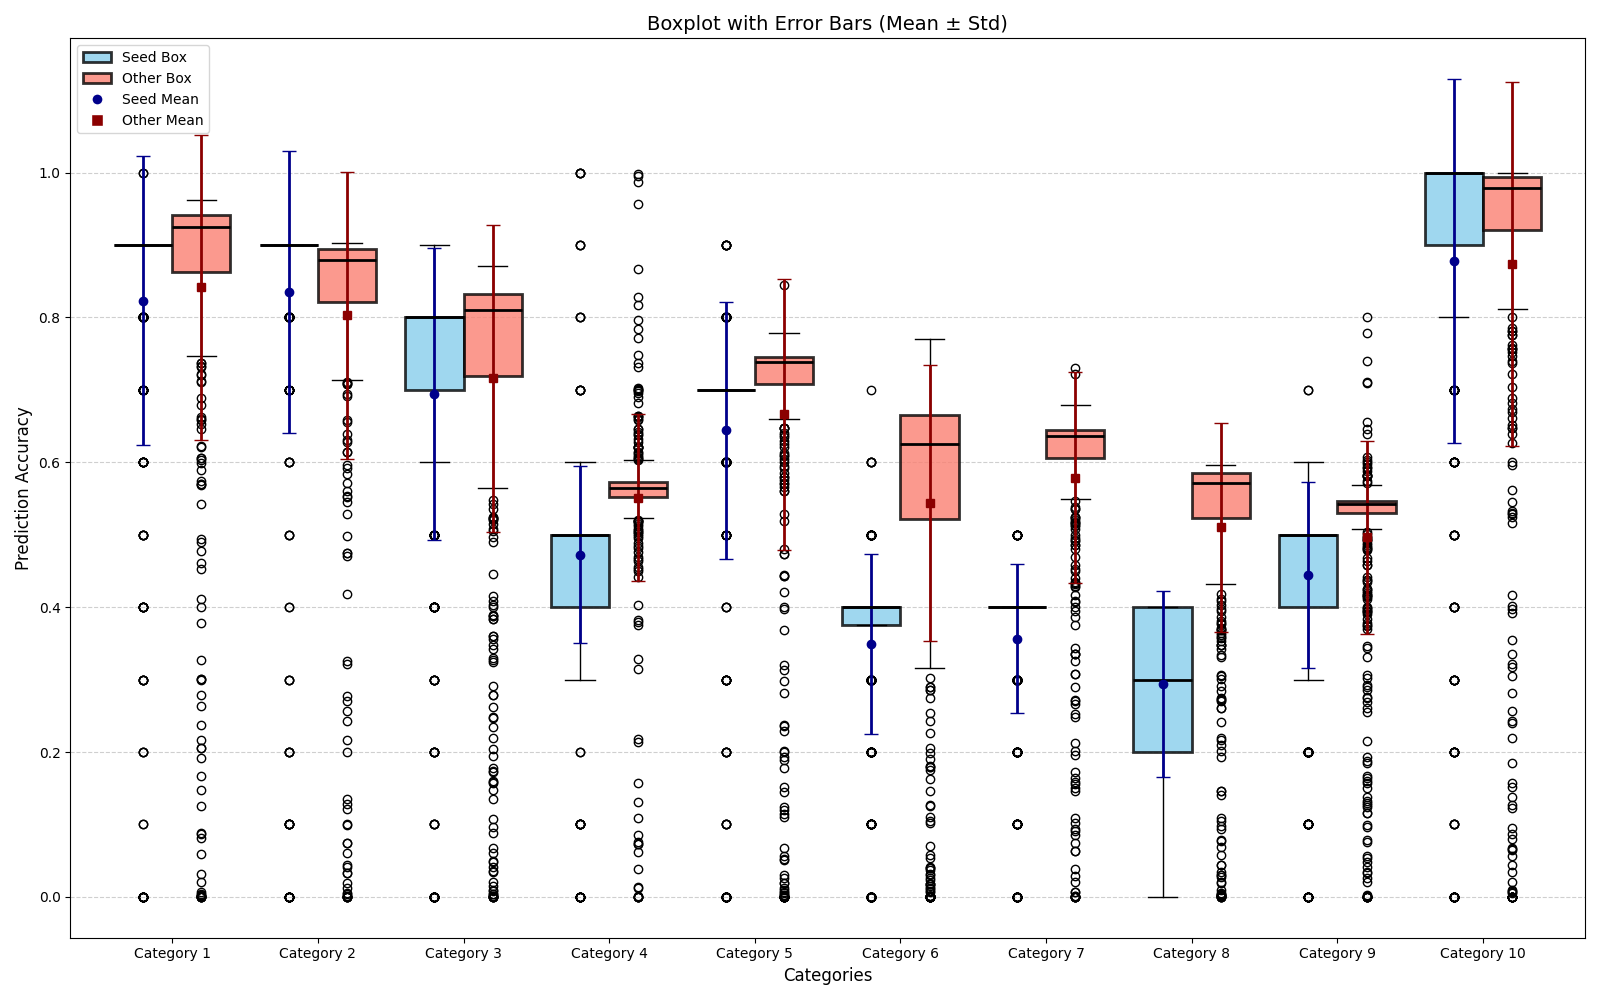 Boxplot with Error Bars (Mean ± Std)
Seed Box
Other Box
Seed Mean
Other Mean
Prediction Accuracy
1.0
0.8
0.6
0.4
0.2
0.0
Category 1 Category 2 Category 3 Category 4 Category 5 Category 6 Category 7 Category 8 Category 9 Category 10
Categories